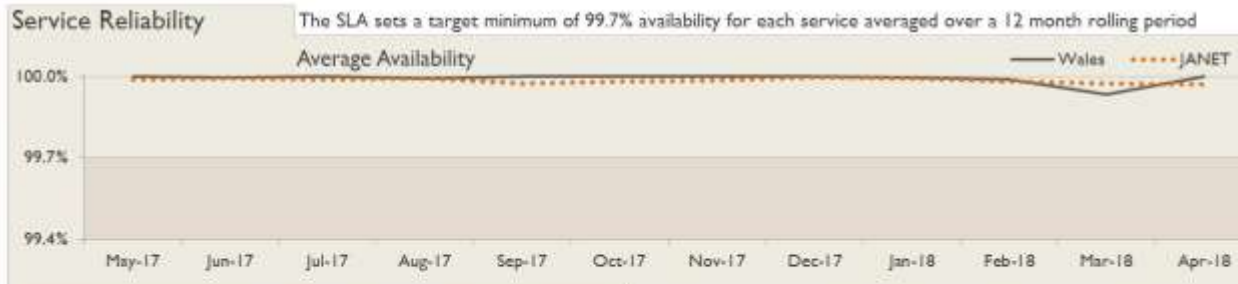 Service Reliability
The SLA sets a target minimum of 99.7% availability for each service averaged over a 12 month rolling period
Average Availability
Wales
JANET
100.0%
99.7%
99.4%
May-17 Jun-17 Jul-17 Aug-17 Sep-17 Oct-17 Nov-17 Dec-17 Jan-18 Feb-18 Mar-18 Apr-18